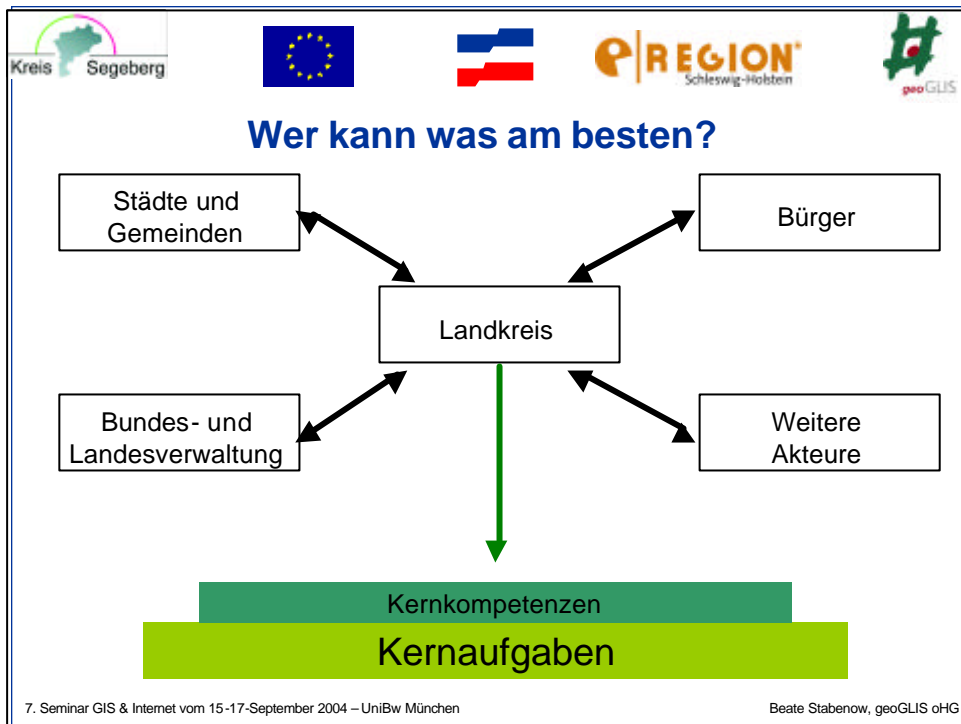 Kreis Segeberg
e REGION
Schleswig-Holstein
geoGLIS
Wer kann was am besten?
Städte und
Gemeinden
Bürger
Landkreis
Bundes- und
Landesverwaltung
Weitere
Akteure
Kernkompetenzen
Kernaufgaben
7. Seminar GIS & Internet vom 15-17-September 2004 – UniBw München
Beate Stabenow, geoGLIS oHG